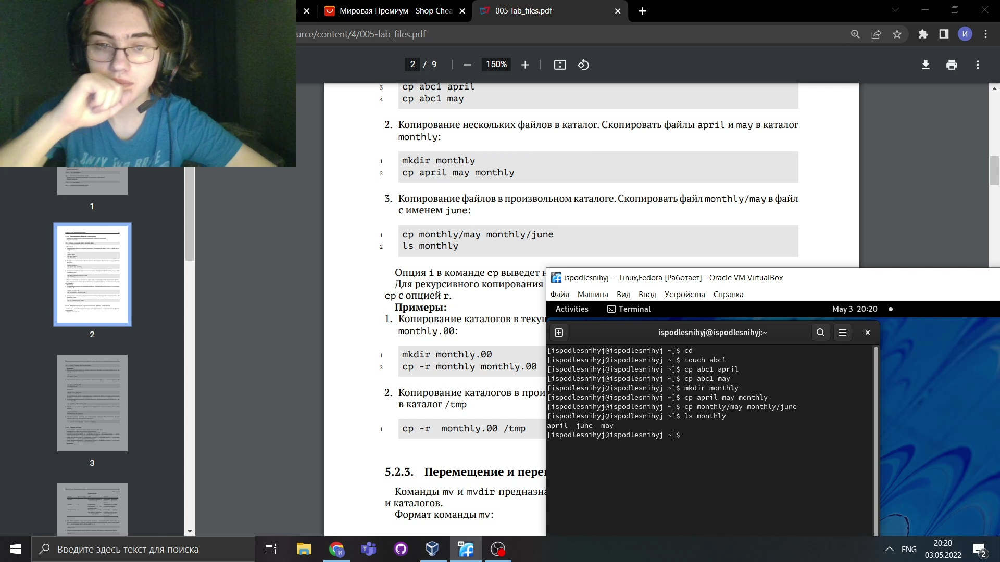 Мировая Премиум - Shop Chea
005-lab_files.pdf
urce/content/4/005-lab_files.pdf
И
2 / 9
150%
3 cp abc1 april
4 cp abc1 may
2. Копирование нескольких файлов в каталог. Скопировать файлы april и may в каталог
monthly:
1 mkdir monthly
2 cp april may monthly
3. Копирование файлов в произвольном каталоге. Скопировать файл monthly/may в файл
с именем june:
1 cp monthly/may monthly/june
2 ls monthly
Опция i в команде cp выведет н
Для рекурсивного копирования
cp с опцией r.
Примеры:
1. Копирование каталогов в теку
monthly.00:
1 mkdir monthly.00
2 cp -r monthly monthly.00
2. Копирование каталогов в прои
в каталог /tmp
1 cp -r monthly.00 /tmp
5.2.3. Перемещение и пере
Команды mv и mvdir предназна
и каталогов.
Формат команды mv:
1
2
3
ispodlesnihyj -- Linux,Fedora [Работает] - Oracle VM VirtualBox
Файл Машина Вид Ввод Устройства Справка
Activities Terminal May 3 20:20
ispodlesnihyj@ispodlesnihyj:~
[ispodlesnihyj@ispodlesnihyj ~]$ cd
[ispodlesnihyj@ispodlesnihyj ~]$ touch abc1
[ispodlesnihyj@ispodlesnihyj ~]$ cp abc1 april
[ispodlesnihyj@ispodlesnihyj ~]$ cp abc1 may
[ispodlesnihyj@ispodlesnihyj ~]$ mkdir monthly
[ispodlesnihyj@ispodlesnihyj ~]$ cp april may monthly
[ispodlesnihyj@ispodlesnihyj ~]$ cp monthly/may monthly/june
[ispodlesnihyj@ispodlesnihyj ~]$ ls monthly
april june may
[ispodlesnihyj@ispodlesnihyj ~]$
Введите здесь текст для поиска
64
ENG
20:20
03.05.2022
2